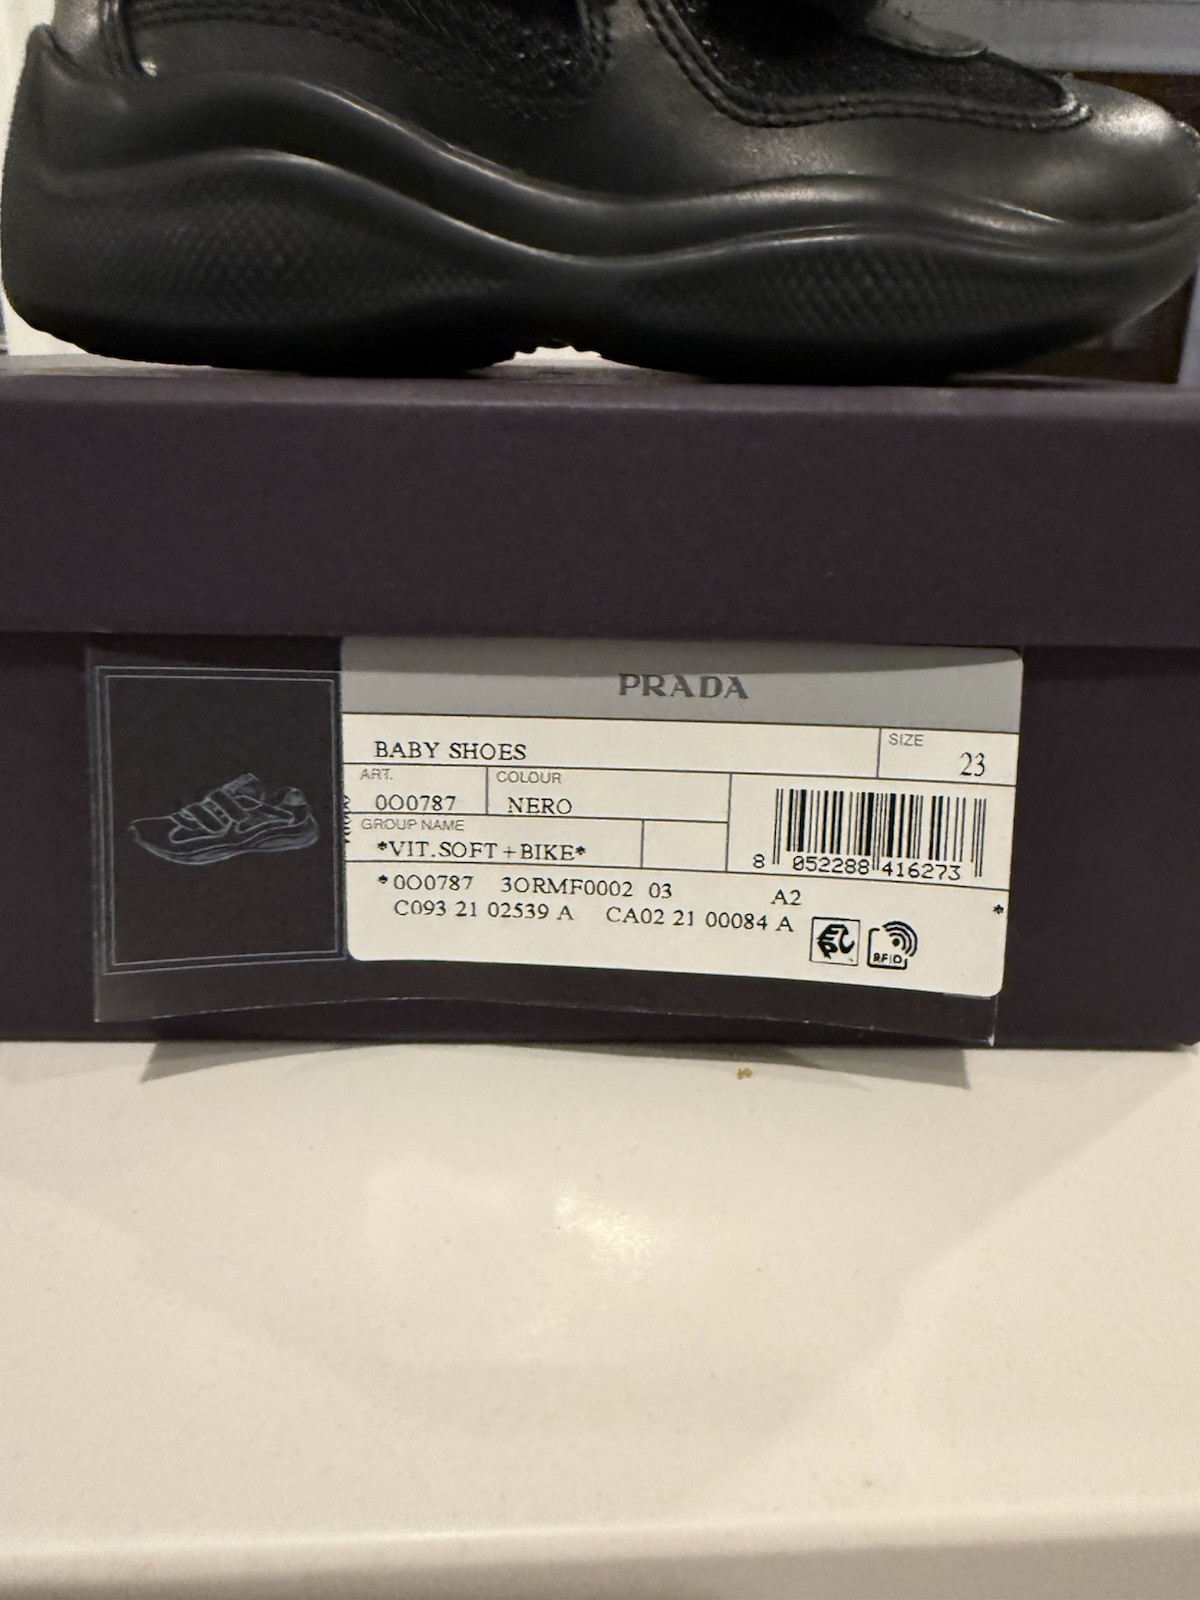 PRADA
BABY SHOES
SIZE
23
ART.
0O0787
COLOUR
NERO
GROUP NAME
*VIT.SOFT+BIKE*
8 052288 416273
*0O0787 3ORMF0002 03 A2
C093 21 02539 A CA02 21 00084 A *
EPC
RFID